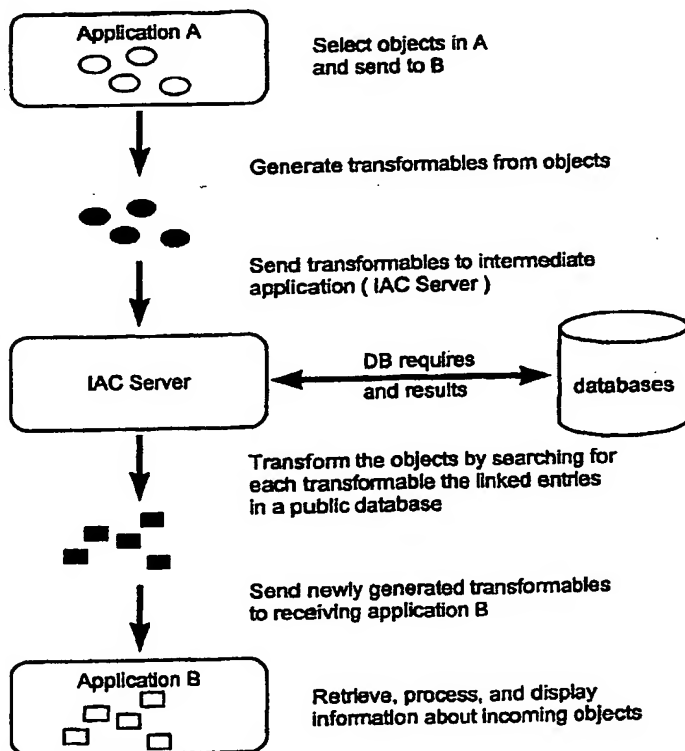 Application A
Select objects in A
and send to B
Generate transformables from objects
Send transformables to intermediate
application ( IAC Server )
IAC Server
DB requires
and results
databases
Transform the objects by searching for
each transformable the linked entries
in a public database
Send newly generated transformables
to receiving application B
Application B
Retrieve, process, and display
information about incoming objects